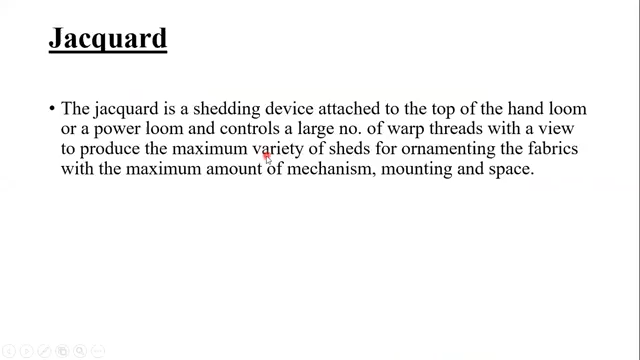 Jacquard
• The jacquard is a shedding device attached to the top of the hand loom
or a power loom and controls a large no. of warp threads with a view
to produce the maximum variety of sheds for ornamenting the fabrics
with the maximum amount of mechanism, mounting and space.